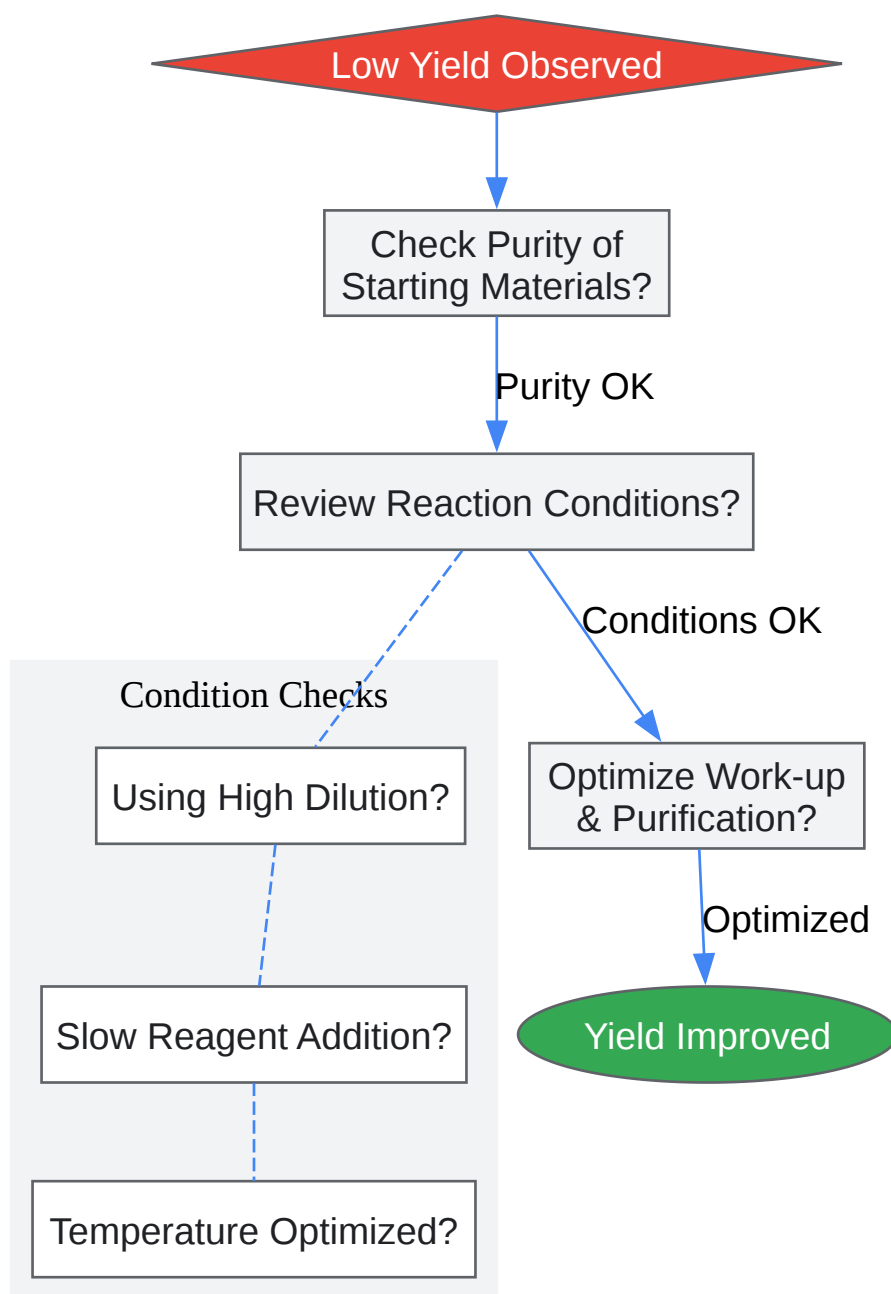 Low Yield Observed
Check Purity of
Starting Materials?
Purity OK
Review Reaction Conditions?
Conditions OK
Condition Checks
Using High Dilution?
Optimize Work-up
& Purification?
Optimized
Slow Reagent Addition?
Yield Improved
Temperature Optimized?